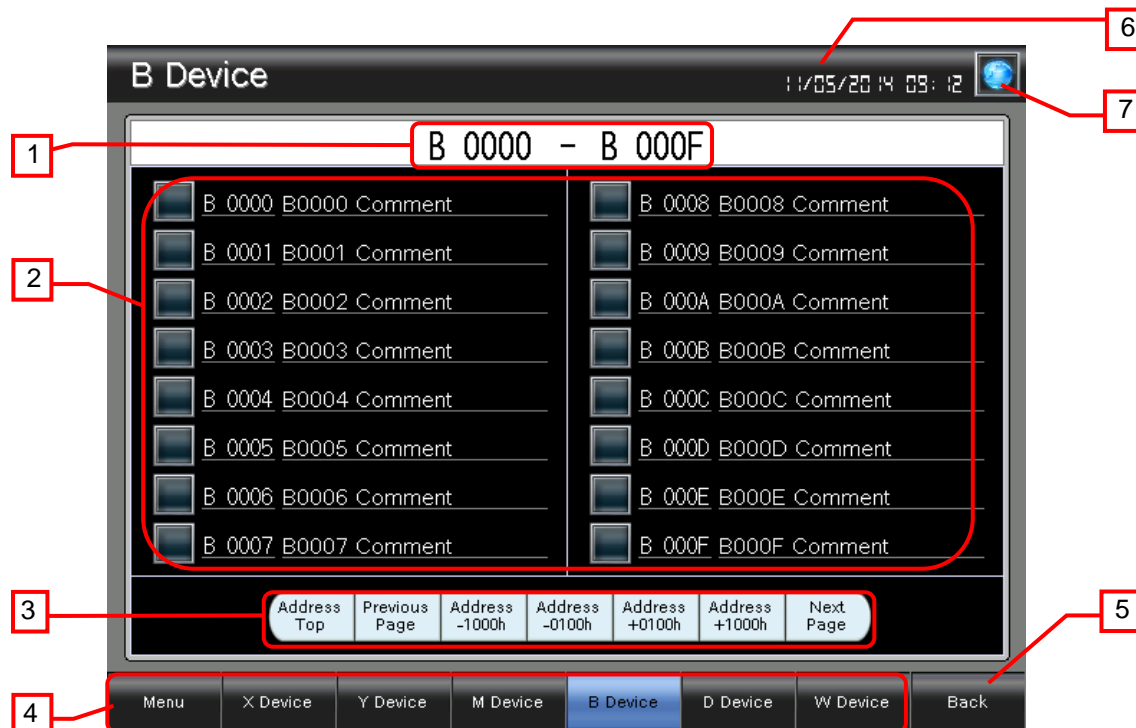 6
B Device
11/05/2014 09:12
7
1
B 0000 - B 000F
B 0000 B0000 Comment
B 0001 B0001 Comment
B 0002 B0002 Comment
B 0003 B0003 Comment
B 0004 B0004 Comment
B 0005 B0005 Comment
B 0006 B0006 Comment
B 0007 B0007 Comment
B 0008 B0008 Comment
B 0009 B0009 Comment
B 000A B000A Comment
B 000B B000B Comment
B 000C B000C Comment
B 000D B000D Comment
B 000E B000E Comment
B 000F B000F Comment
2
3
Address
Top
Previous
Page
Address
-1000h
Address
-0100h
Address
+0100h
Address
+1000h
Next
Page
5
4
Menu
X Device
Y Device
M Device
B Device
D Device
W Device
Back